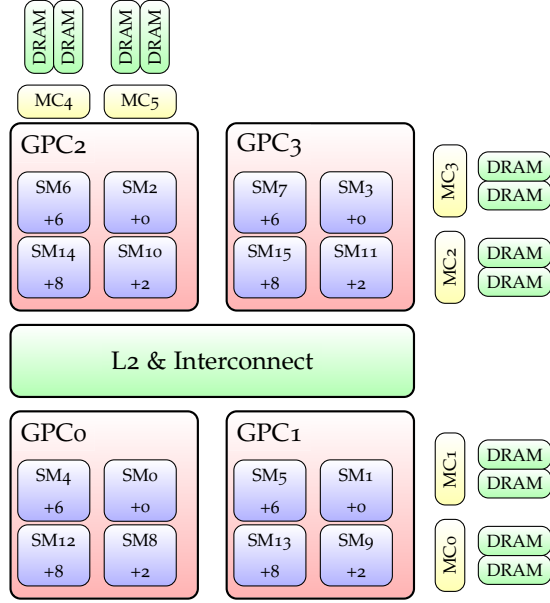 DRAM DRAM DRAM DRAM
MC4 MC5
GPC2 GPC3
SM6 SM2 SM7 SM3
+6 +0 +6 +0
SM14 SM10 SM15 SM11
+8 +2 +8 +2
MC3 DRAM
DRAM
MC2 DRAM
DRAM
L2 & Interconnect
GPC0 GPC1
SM4 SM0 SM5 SM1
+6 +0 +6 +0
SM12 SM8 SM13 SM9
+8 +2 +8 +2
MC1 DRAM
DRAM
MC0 DRAM
DRAM